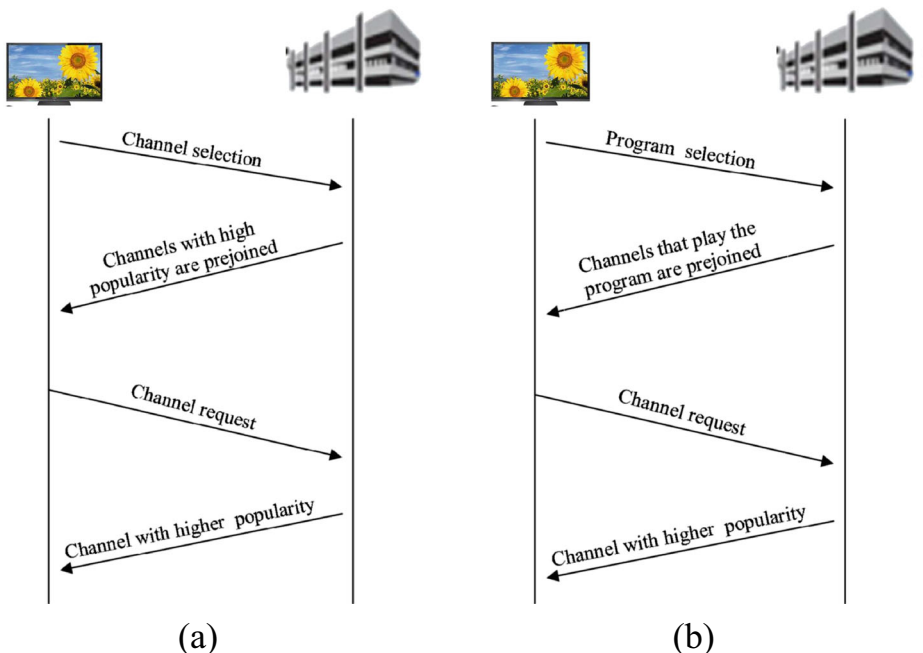 Channel selection
Channels with high
popularity are prejoined
Channel request
Channel with higher popularity
(a)
Program selection
Channels that play the
program are prejoined
Channel request
Channel with higher popularity
(b)